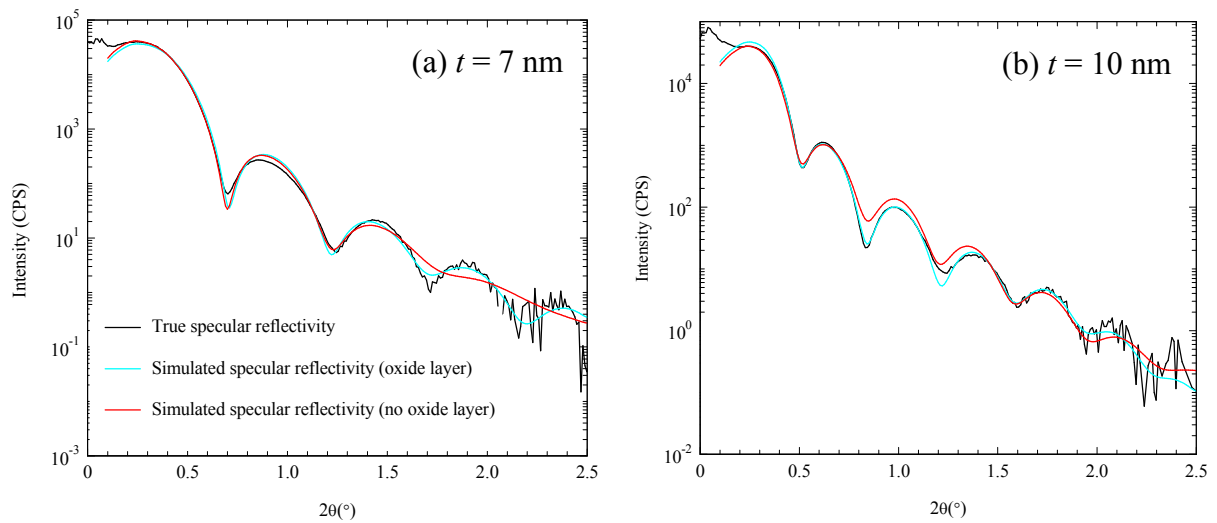 (a) t = 7 nm
10^5
10^3
10^1
10^-1
10^-3
Intensity (CPS)
True specular reflectivity
Simulated specular reflectivity (oxide layer)
Simulated specular reflectivity (no oxide layer)
0 0.5 1.0 1.5 2.0 2.5
2θ(°)
(b) t = 10 nm
10^4
10^2
10^0
10^-2
Intensity (CPS)
0 0.5 1.0 1.5 2.0 2.5
2θ(°)